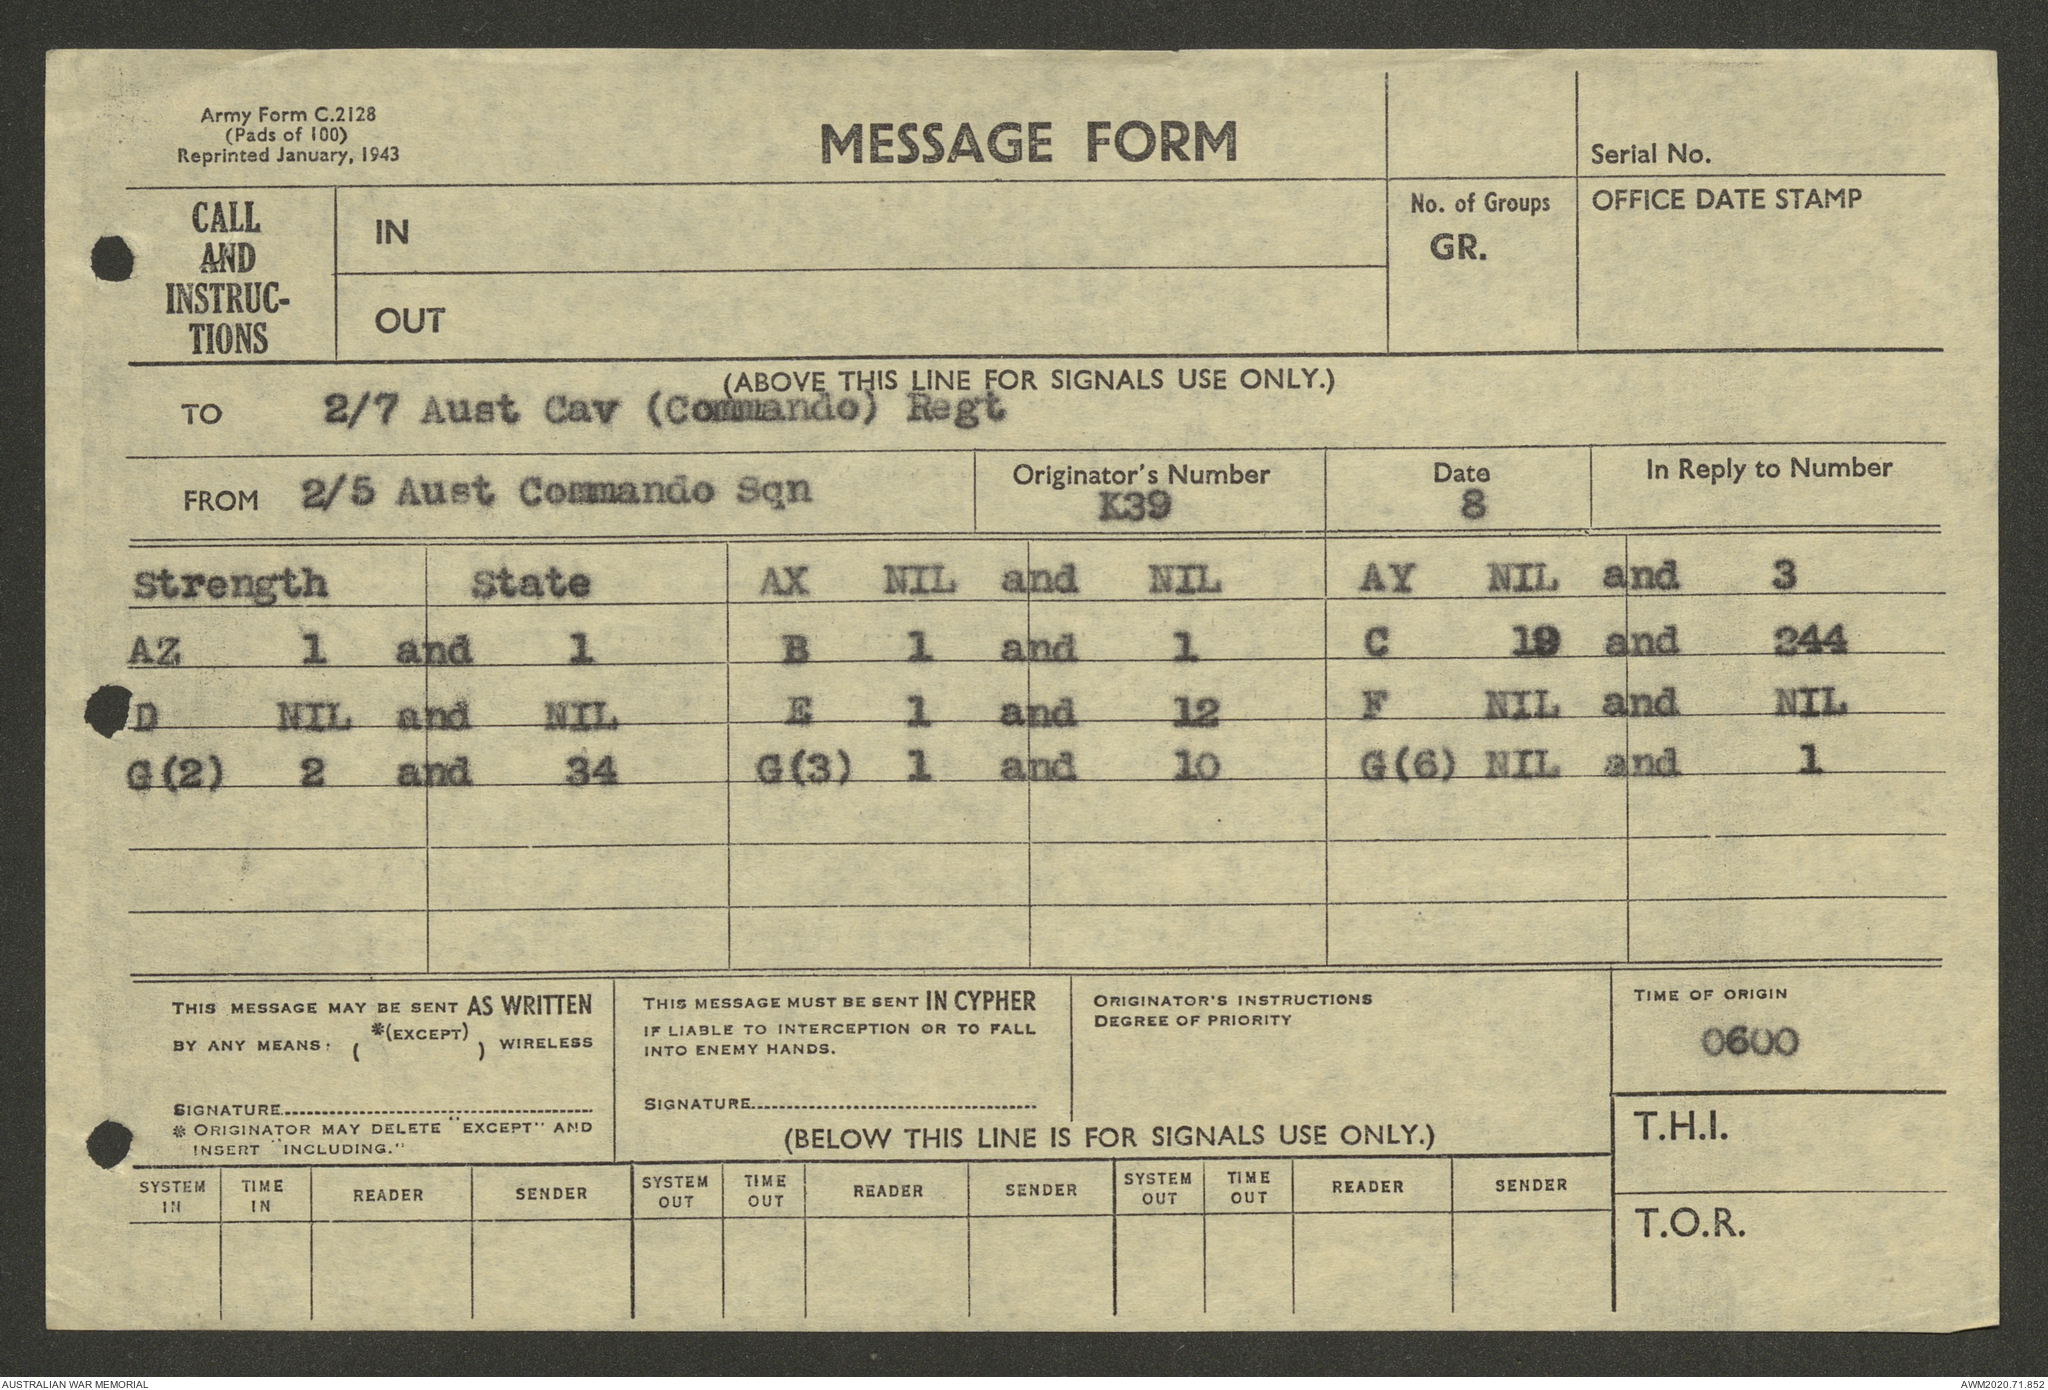 Army Form C.2128
(Pads of 100)
Reprinted January, 1943
MESSAGE FORM
Serial No.
CALL
AND
INSTRUC-
TIONS
IN
OUT
No. of Groups
GR.
OFFICE DATE STAMP
(ABOVE THIS LINE FOR SIGNALS USE ONLY.)
TO 2/7 Aust Cav (Commando) Regt
FROM 2/5 Aust Commando Sqn
Originator's Number
K39
Date
8
In Reply to Number
Strength State AX NIL and NIL AY NIL and 3
AZ 1 and 1 B 1 and 1 C 19 and 244
D NIL and NIL E 1 and 12 F NIL and NIL
G(2) 2 and 34 G(3) 1 and 10 G(6) NIL and 1
THIS MESSAGE MAY BE SENT AS WRITTEN
BY ANY MEANS: ( *(EXCEPT) ) WIRELESS
SIGNATURE
* ORIGINATOR MAY DELETE "EXCEPT" AND
INSERT "INCLUDING."
THIS MESSAGE MUST BE SENT IN CYPHER
IF LIABLE TO INTERCEPTION OR TO FALL
INTO ENEMY HANDS.
SIGNATURE
ORIGINATOR'S INSTRUCTIONS
DEGREE OF PRIORITY
TIME OF ORIGIN
0600
(BELOW THIS LINE IS FOR SIGNALS USE ONLY.)
T.H.I.
SYSTEM IN TIME IN READER SENDER SYSTEM OUT TIME OUT READER SENDER SYSTEM OUT TIME OUT READER SENDER
T.O.R.
AUSTRALIAN WAR MEMORIAL
AWM2020.71.852